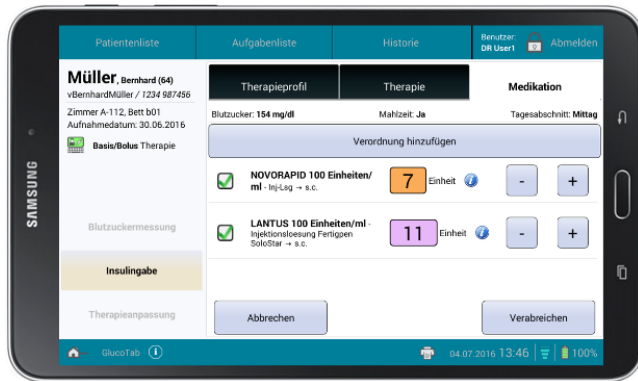 Patientenliste
Aufgabenliste
Historie
Benutzer:
DR User1
Abmelden
Müller, Bernhard (64)
vBernhardMüller / 1234 987456
Zimmer A-112, Bett b01
Aufnahmedatum: 30.06.2016
Basis/Bolus Therapie
Blutzuckermessung
Insulingabe
Therapieanpassung
Therapieprofil
Therapie
Medikation
Blutzucker: 154 mg/dl
Mahlzeit: Ja
Tagesabschnitt: Mittag
Verordnung hinzufügen
NOVORAPID 100 Einheiten/
ml - Inj-Lsg → s.c.
7 Einheit
- +
LANTUS 100 Einheiten/ml -
Injektionsloesung Fertigpen
SoloStar → s.c.
11 Einheit
- +
Abbrechen
Verabreichen
GlucoTab
04.07.2016 13:46
100%
SAMSUNG